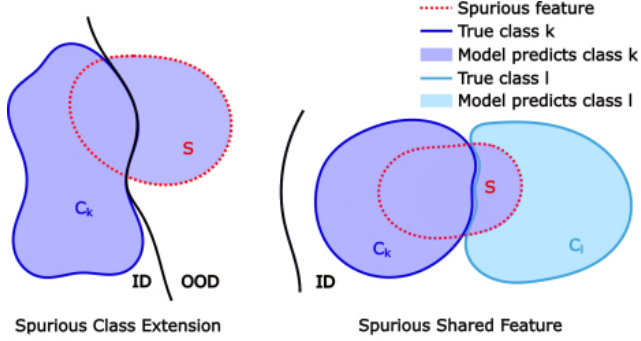 Spurious feature
True class k
Model predicts class k
True class l
Model predicts class l
S
Ck
ID OOD
Spurious Class Extension
S
Ck
Cl
ID
Spurious Shared Feature